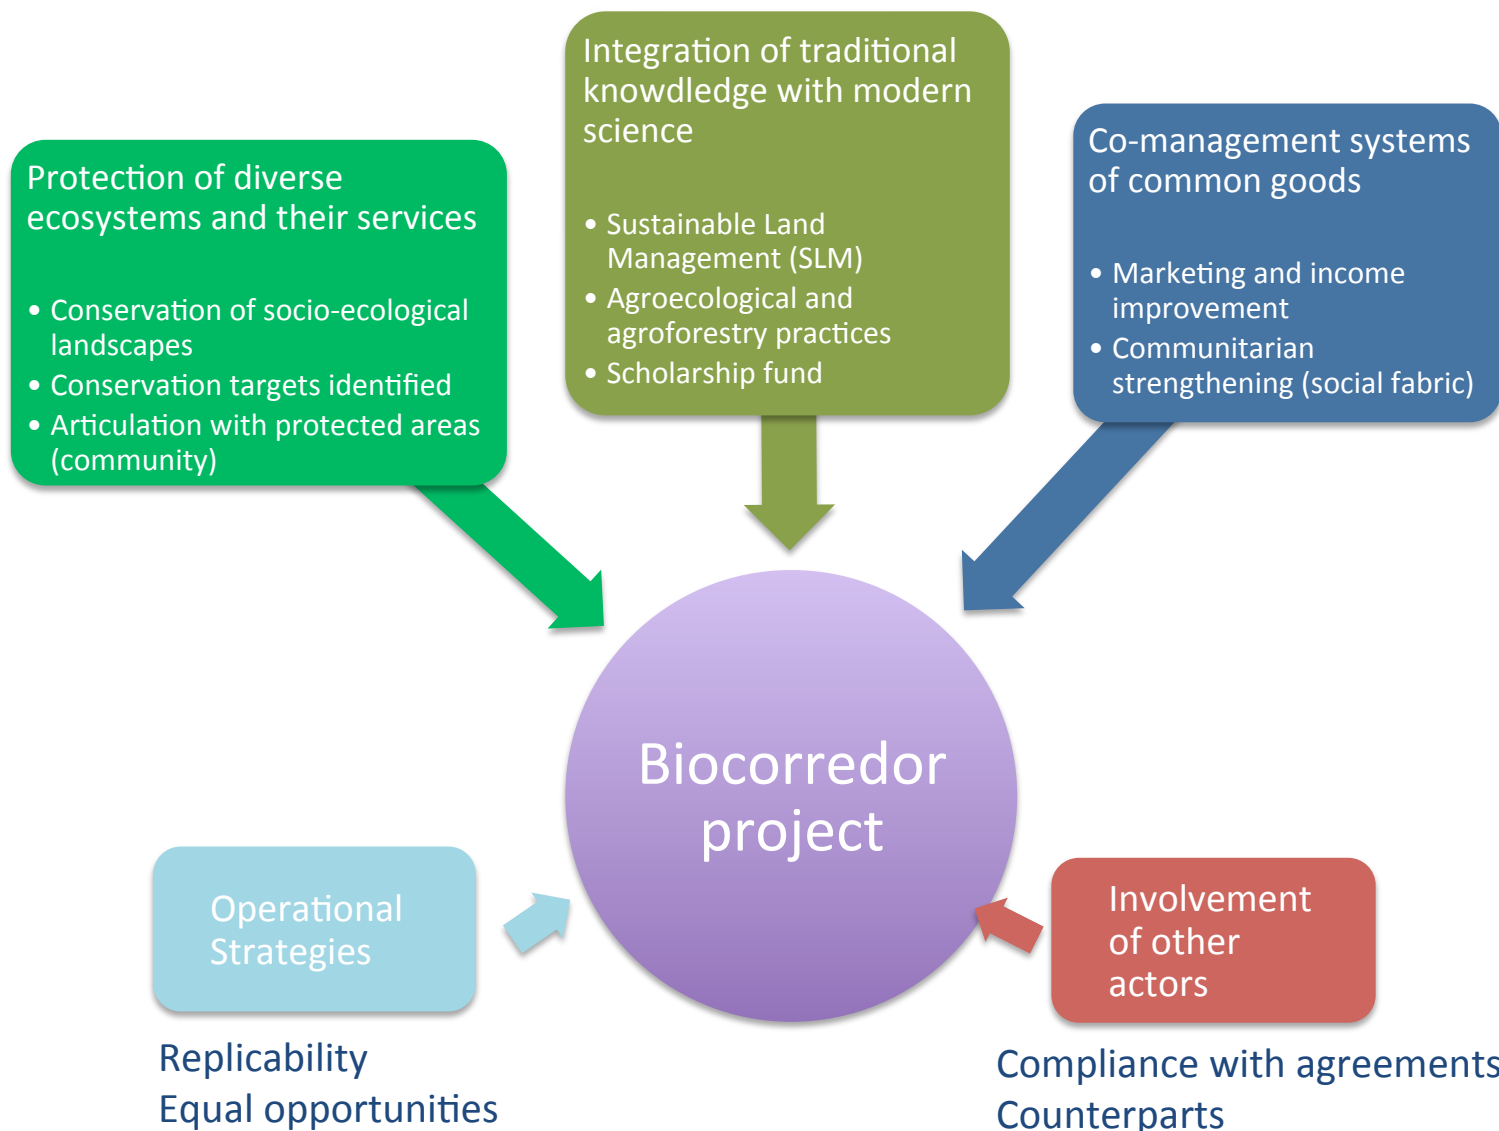 Integration of traditional
knowdledge with modern
science
• Sustainable Land
Management (SLM)
• Agroecological and
agroforestry practices
• Scholarship fund
Protection of diverse
ecosystems and their services
• Conservation of socio-ecological
landscapes
• Conservation targets identified
• Articulation with protected areas
(community)
Co-management systems
of common goods
• Marketing and income
improvement
• Communitarian
strengthening (social fabric)
Biocorredor
project
Operational
Strategies
Replicability
Equal opportunities
Involvement
of other
actors
Compliance with agreements
Counterparts